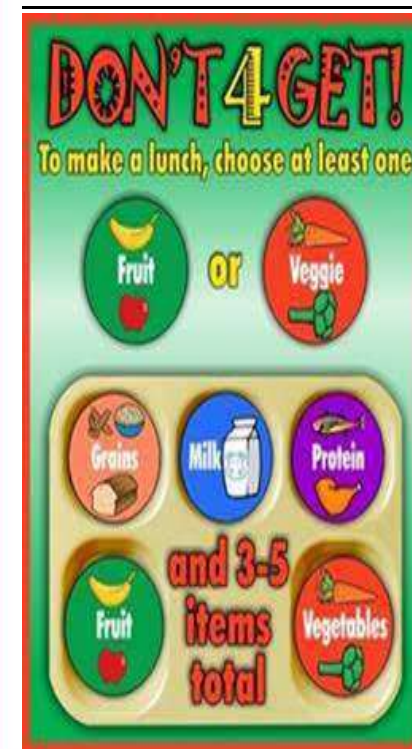 DON'T 4 GET!
To make a lunch, choose at least one
Fruit or Veggie
Grains Milk Protein
and 3-5
Fruit items Vegetables
total